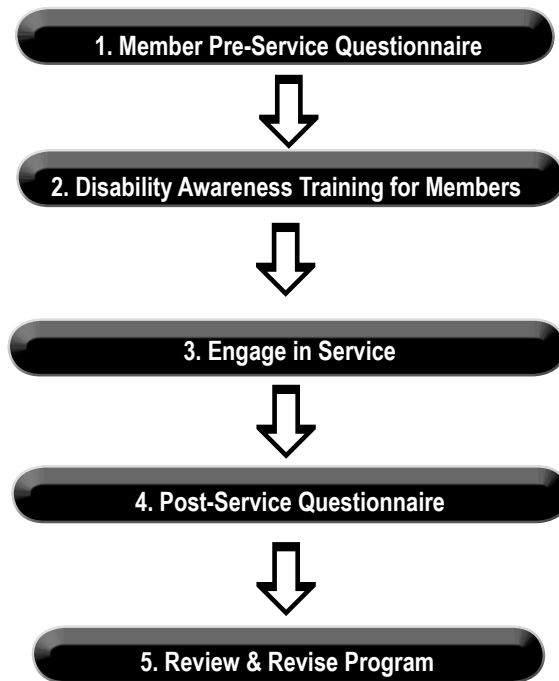 1. Member Pre-Service Questionnaire
2. Disability Awareness Training for Members
3. Engage in Service
4. Post-Service Questionnaire
5. Review & Revise Program